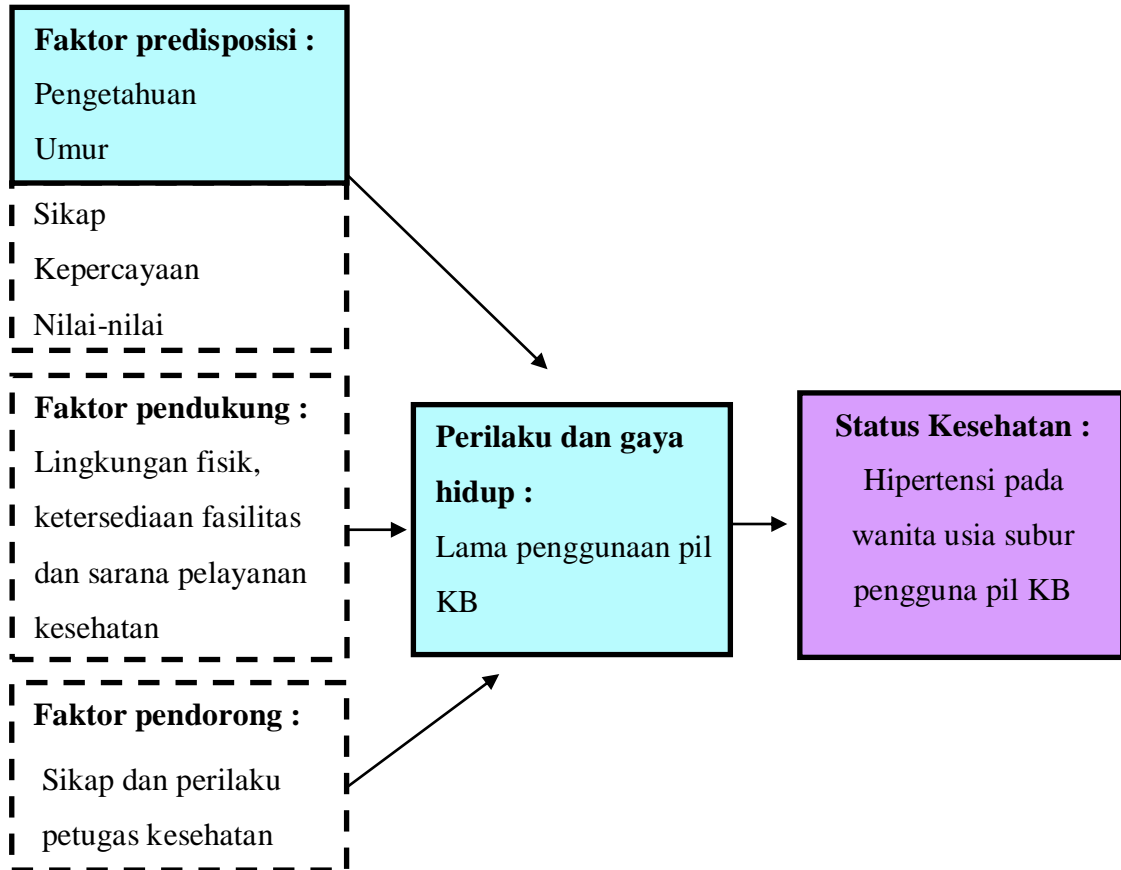 Faktor predisposisi :
Pengetahuan
Umur
Sikap
Kepercayaan
Nilai-nilai
Faktor pendukung :
Lingkungan fisik,
ketersediaan fasilitas
dan sarana pelayanan
kesehatan
Faktor pendorong :
Sikap dan perilaku
petugas kesehatan
Perilaku dan gaya
hidup :
Lama penggunaan pil
KB
Status Kesehatan :
Hipertensi pada
wanita usia subur
pengguna pil KB